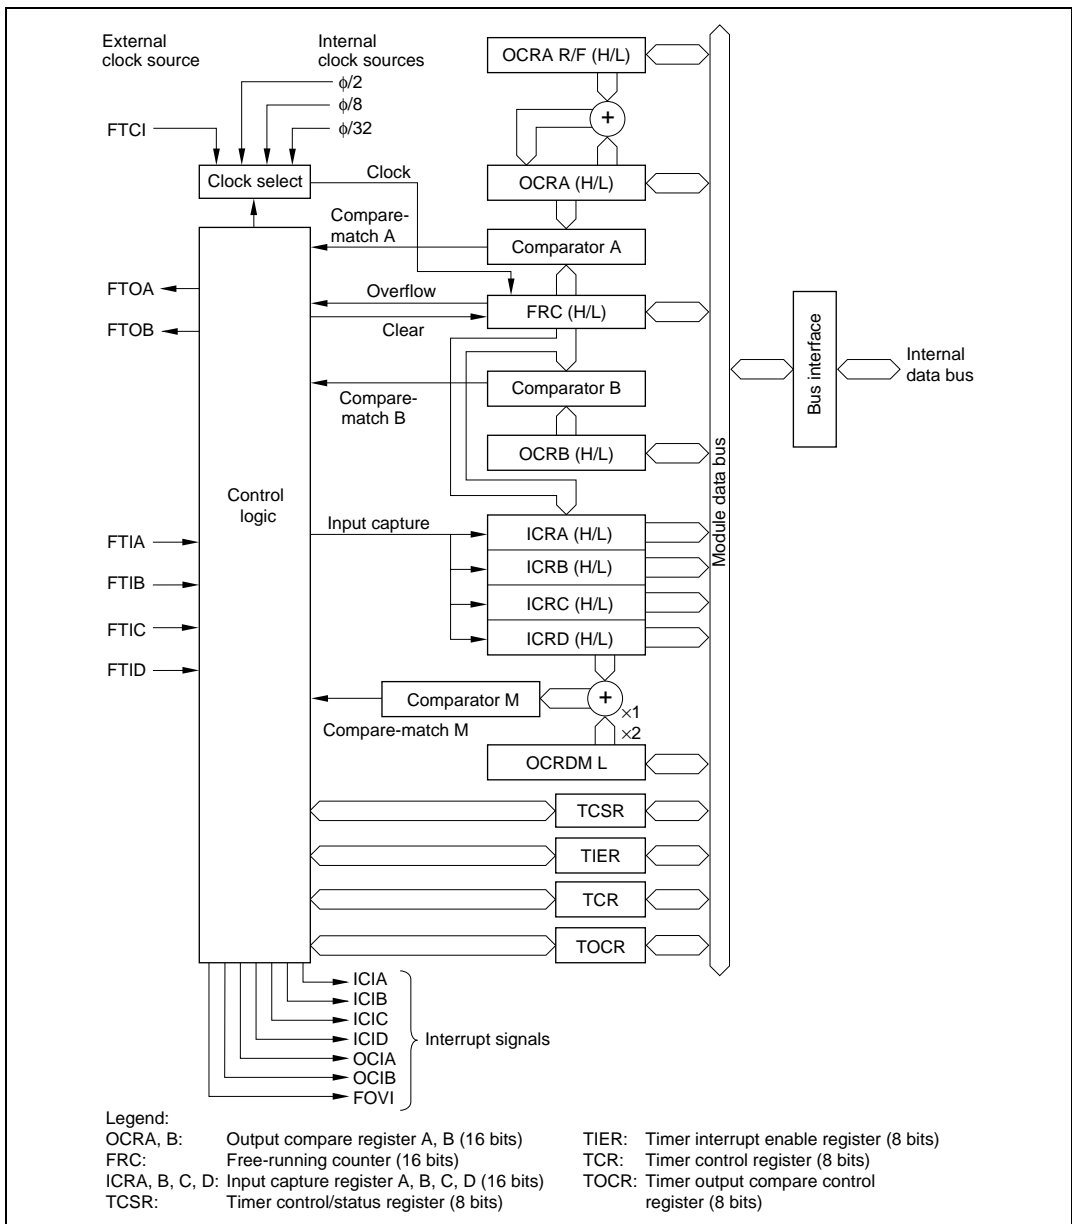 External
clock source
Internal
clock sources
ϕ/2
ϕ/8
ϕ/32
FTCI
Clock select
Clock
OCRA R/F (H/L)
+
OCRA (H/L)
Compare-
match A
Comparator A
FTOA
FTOB
Overflow
FRC (H/L)
Clear
Compare-
match B
Comparator B
OCRB (H/L)
Module data bus
Bus interface
Internal
data bus
Control
logic
Input capture
ICRA (H/L)
ICRB (H/L)
ICRC (H/L)
ICRD (H/L)
FTIA
FTIB
FTIC
FTID
+
×1
×2
Comparator M
Compare-match M
OCRDM L
TCSR
TIER
TCR
TOCR
ICIA
ICIB
ICIC
ICID
OCIA
OCIB
FOVI
Interrupt signals
Legend:
OCRA, B: Output compare register A, B (16 bits)
FRC: Free-running counter (16 bits)
ICRA, B, C, D: Input capture register A, B, C, D (16 bits)
TCSR: Timer control/status register (8 bits)
TIER: Timer interrupt enable register (8 bits)
TCR: Timer control register (8 bits)
TOCR: Timer output compare control
register (8 bits)